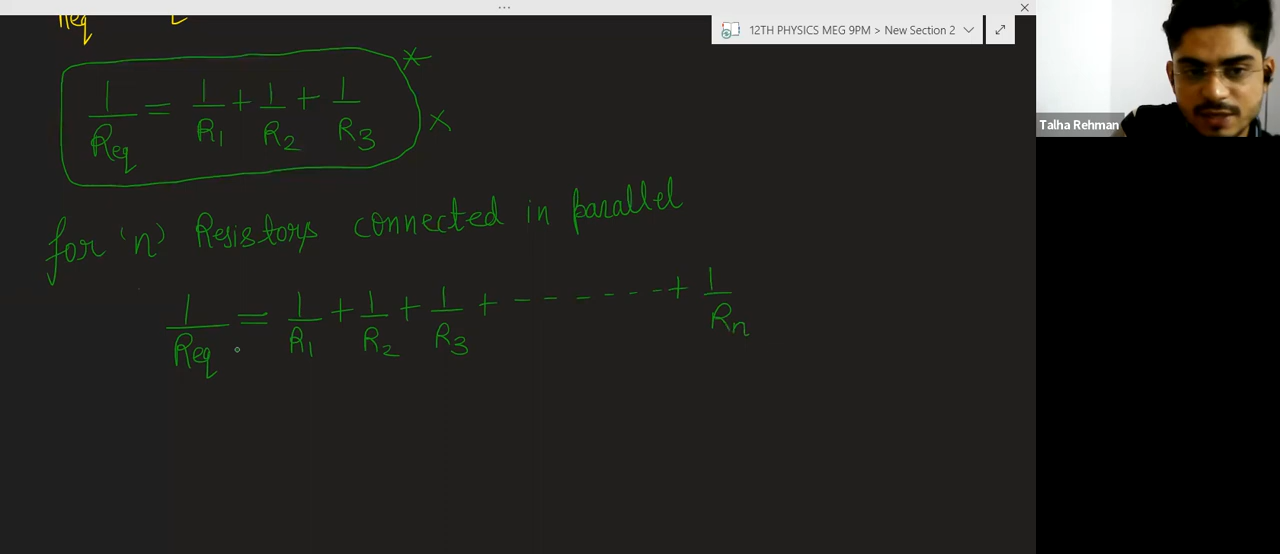 Req
12TH PHYSICS MEG 9PM > New Section 2
1/Req = 1/R1 + 1/R2 + 1/R3
Talha Rehman
for 'n' Resistors connected in parallel
1/Req = 1/R1 + 1/R2 + 1/R3 + - - - - - - - + 1/Rn